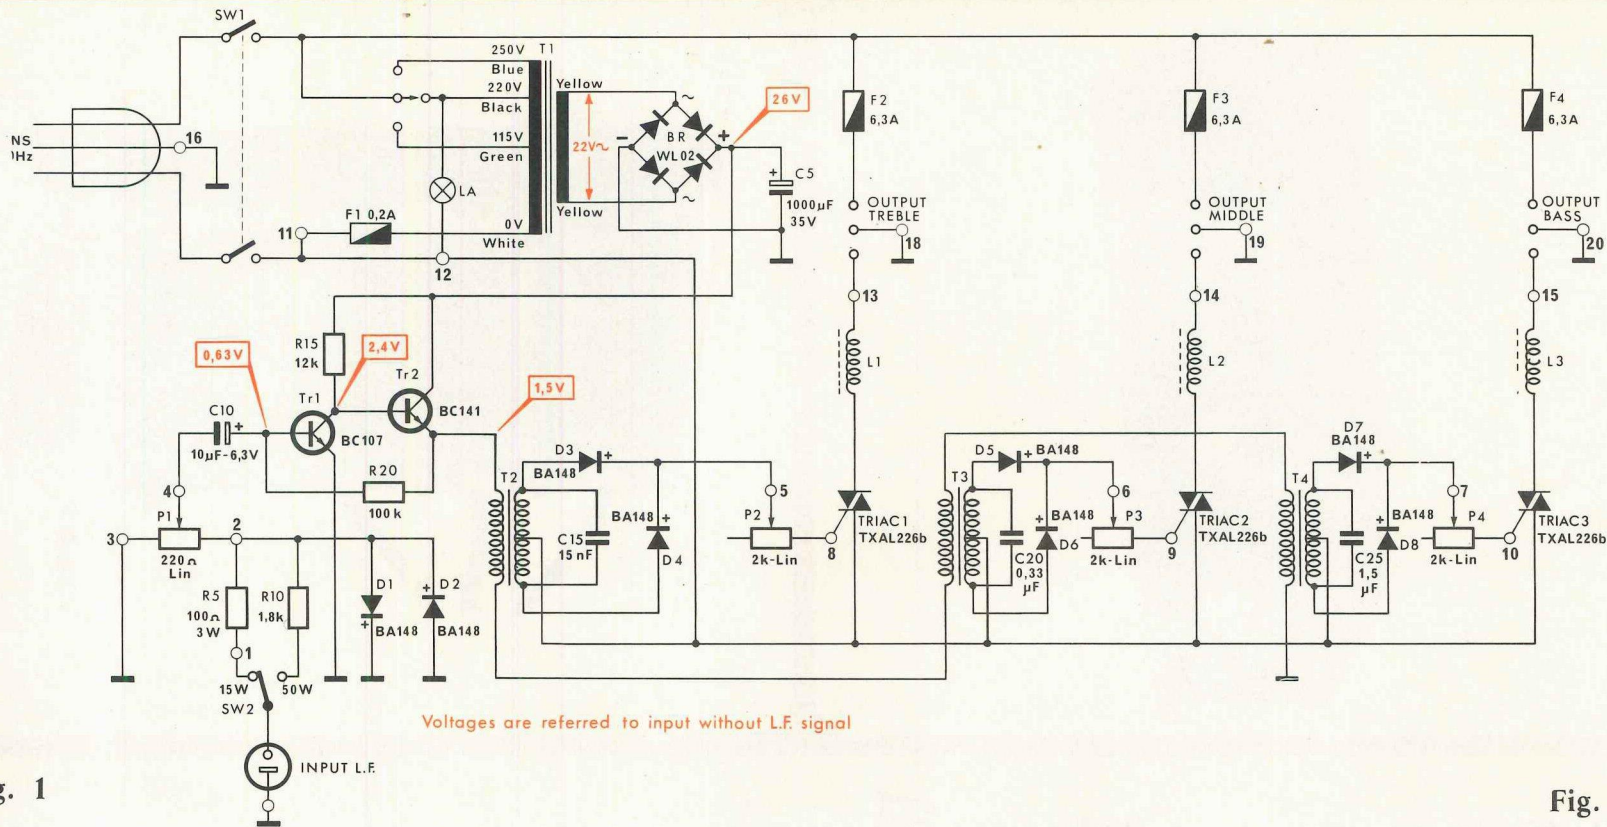 SW1
NS
Hz
16
250V
Blue
220V
Black
115V
Green
0V
White
T1
Yellow
22V~
Yellow
~
BR
WL02
~
-
+
26V
+
C5
1000µF
35V
LA
F1 0,2A
11
12
F2
6,3A
OUTPUT
TREBLE
18
13
L1
F3
6,3A
OUTPUT
MIDDLE
19
14
L2
F4
6,3A
OUTPUT
BASS
20
15
L3
R15
12k
0,63V
2,4V
Tr2
BC141
1,5V
Tr1
BC107
C10
+
10µF-6,3V
R20
100 k
4
P1
3
2
220Ω
Lin
R5
100Ω
3W
R10
1,8k
D1
+
BA148
D2
+
BA148
1
15W
50W
SW2
INPUT L.F.
T2
D3
+
BA148
C15
15 nF
BA148
+
D4
5
P2
2k-Lin
8
TRIAC1
TXAL226b
T3
D5
+
BA148
C20
0,33
µF
BA148
+
D6
6
P3
2k-Lin
9
TRIAC2
TXAL226b
T4
D7
BA148
+
C25
1,5
µF
BA148
+
D8
7
P4
2k-Lin
10
TRIAC3
TXAL226b
Voltages are referred to input without L.F. signal
g. 1
Fig.